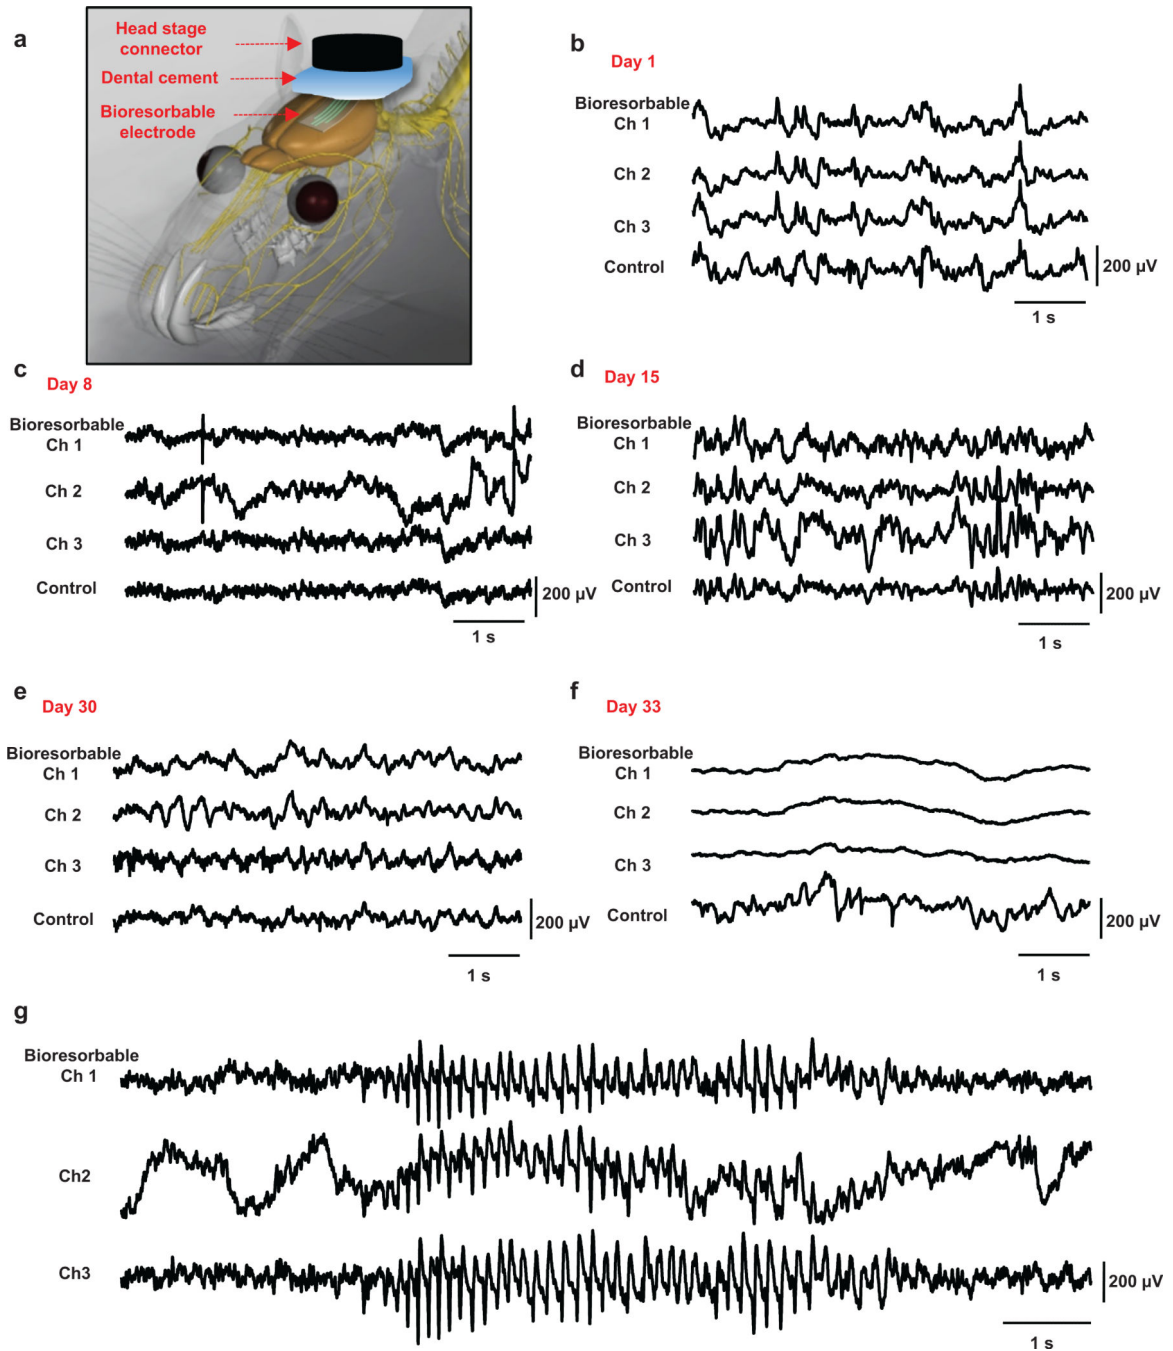 a
Head stage
connector
Dental cement
Bioresorbable
electrode
b
Day 1
Bioresorbable
Ch 1
Ch 2
Ch 3
Control
200 µV
1 s
c
Day 8
Bioresorbable
Ch 1
Ch 2
Ch 3
Control
200 µV
1 s
d
Day 15
Bioresorbable
Ch 1
Ch 2
Ch 3
Control
200 µV
1 s
e
Day 30
Bioresorbable
Ch 1
Ch 2
Ch 3
Control
200 µV
1 s
f
Day 33
Bioresorbable
Ch 1
Ch 2
Ch 3
Control
200 µV
1 s
g
Bioresorbable
Ch 1
Ch2
Ch3
200 µV
1 s